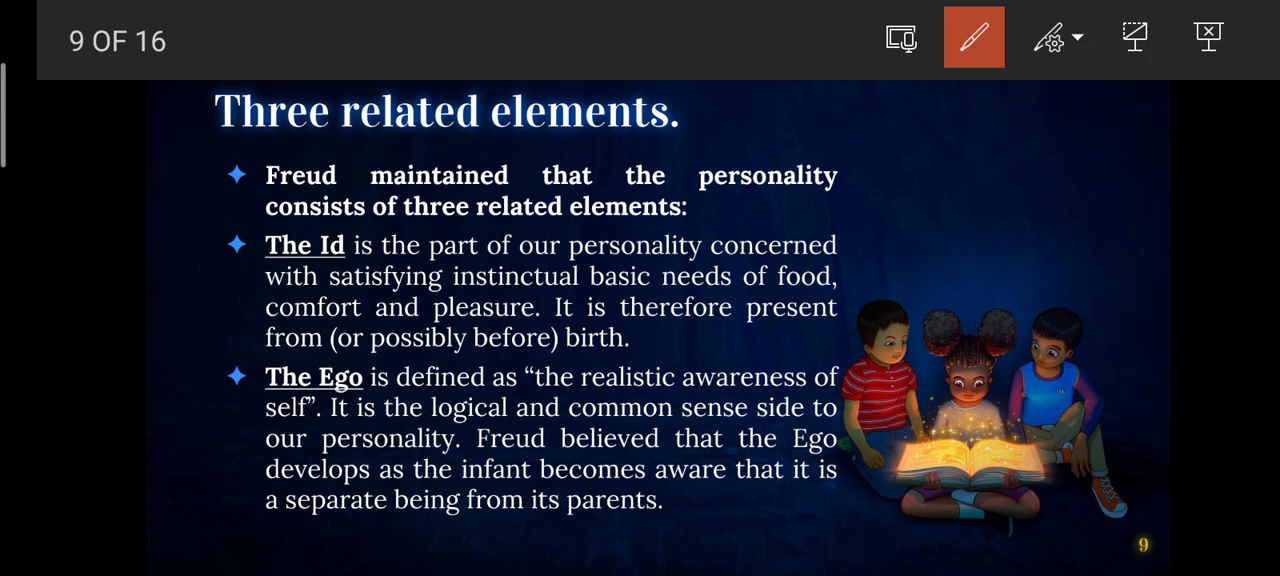 9 OF 16
Three related elements.
Freud maintained that the personality
consists of three related elements:
The Id is the part of our personality concerned
with satisfying instinctual basic needs of food,
comfort and pleasure. It is therefore present
from (or possibly before) birth.
The Ego is defined as “the realistic awareness of
self”. It is the logical and common sense side to
our personality. Freud believed that the Ego
develops as the infant becomes aware that it is
a separate being from its parents.
9